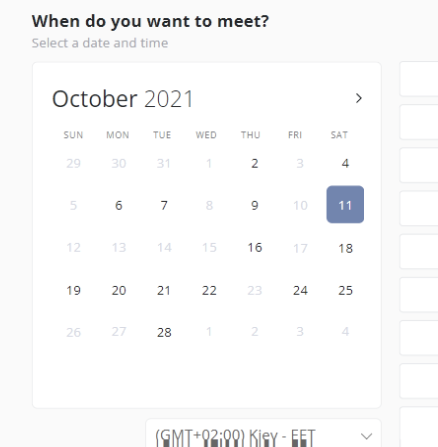 When do you want to meet?
Select a date and time
October 2021 >
SUN MON TUE WED THU FRI SAT
29 30 31 1 2 3 4
5 6 7 8 9 10 11
12 13 14 15 16 17 18
19 20 21 22 23 24 25
26 27 28 1 2 3 4
(GMT+02:00) Kiev - EET